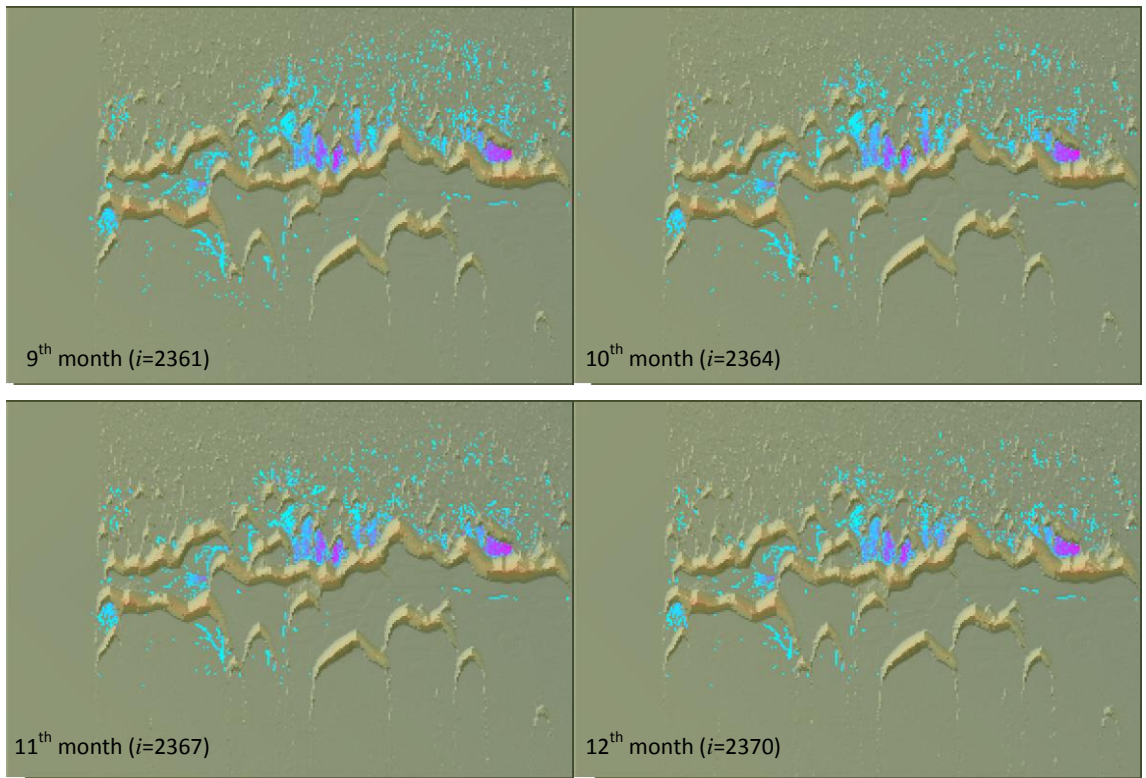 9th month (i=2361)
10th month (i=2364)
11th month (i=2367)
12th month (i=2370)